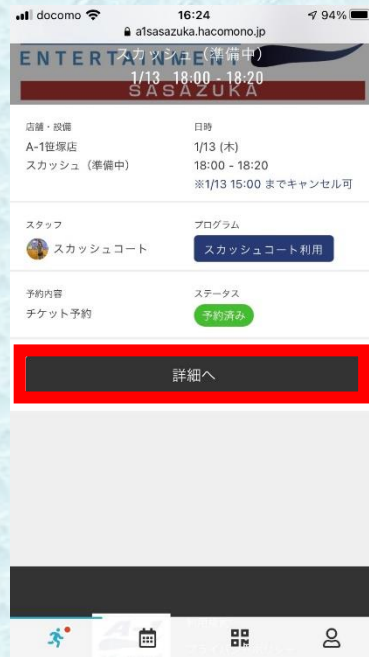 docomo 16:24 94%
a1sasazuka.hacomono.jp
ENTERTAINMENT
スカッシュ（準備中）
1/13 18:00 - 18:20
SASAZUKA
店舗・設備
A-1笹塚店
スカッシュ（準備中）
日時
1/13 (木)
18:00 - 18:20
※1/13 15:00 までキャンセル可
スタッフ
スカッシュコート
プログラム
スカッシュコート利用
予約内容
チケット予約
ステータス
予約済み
詳細へ